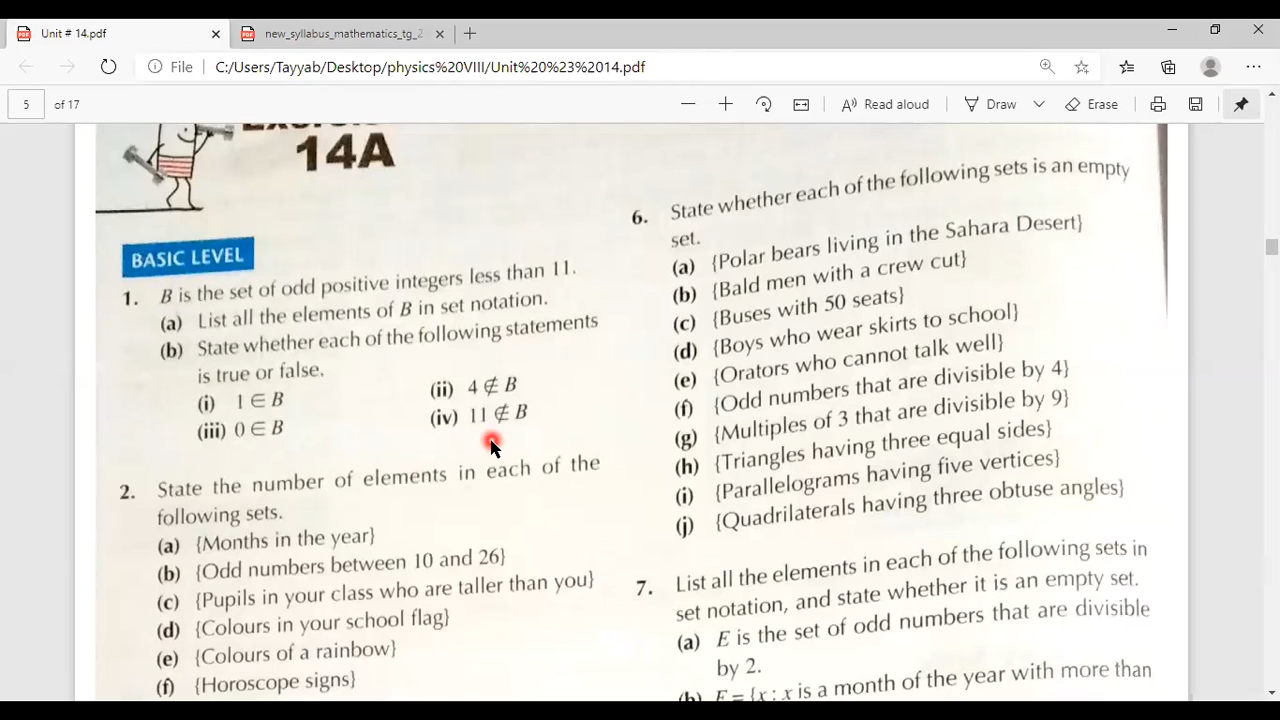 Unit # 14.pdf
new_syllabus_mathematics_tg_2
File
C:/Users/Tayyab/Desktop/physics%20VIII/Unit%20%23%2014.pdf
5 of 17
Read aloud
Draw
Erase
14A
BASIC LEVEL
1. B is the set of odd positive integers less than 11.
(a) List all the elements of B in set notation.
(b) State whether each of the following statements
is true or false.
(i) 1 ∈ B
(ii) 4 ∉ B
(iii) 0 ∈ B
(iv) 11 ∉ B
2. State the number of elements in each of the
following sets.
(a) {Months in the year}
(b) {Odd numbers between 10 and 26}
(c) {Pupils in your class who are taller than you}
(d) {Colours in your school flag}
(e) {Colours of a rainbow}
(f) {Horoscope signs}
6. State whether each of the following sets is an empty
set.
(a) {Polar bears living in the Sahara Desert}
(b) {Bald men with a crew cut}
(c) {Buses with 50 seats}
(d) {Boys who wear skirts to school}
(e) {Orators who cannot talk well}
(f) {Odd numbers that are divisible by 4}
(g) {Multiples of 3 that are divisible by 9}
(h) {Triangles having three equal sides}
(i) {Parallelograms having five vertices}
(j) {Quadrilaterals having three obtuse angles}
7. List all the elements in each of the following sets in
set notation, and state whether it is an empty set.
(a) E is the set of odd numbers that are divisible
by 2.
(b) F = {x : x is a month of the year with more than